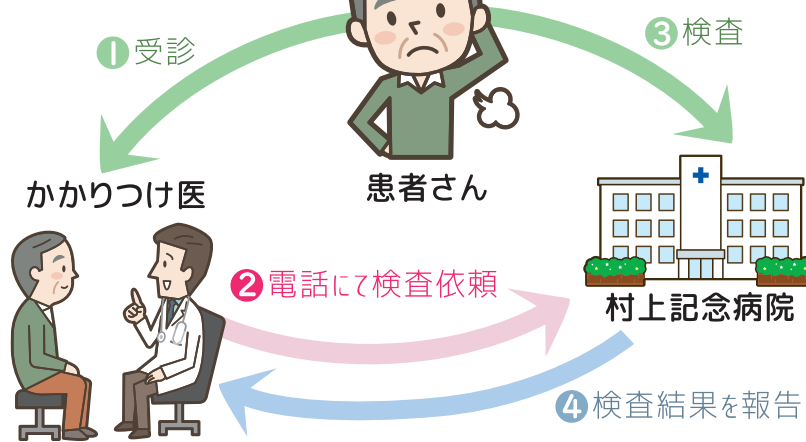 ❶受診
❸検査
患者さん
かかりつけ医
❷電話にて検査依頼
村上記念病院
❹検査結果を報告